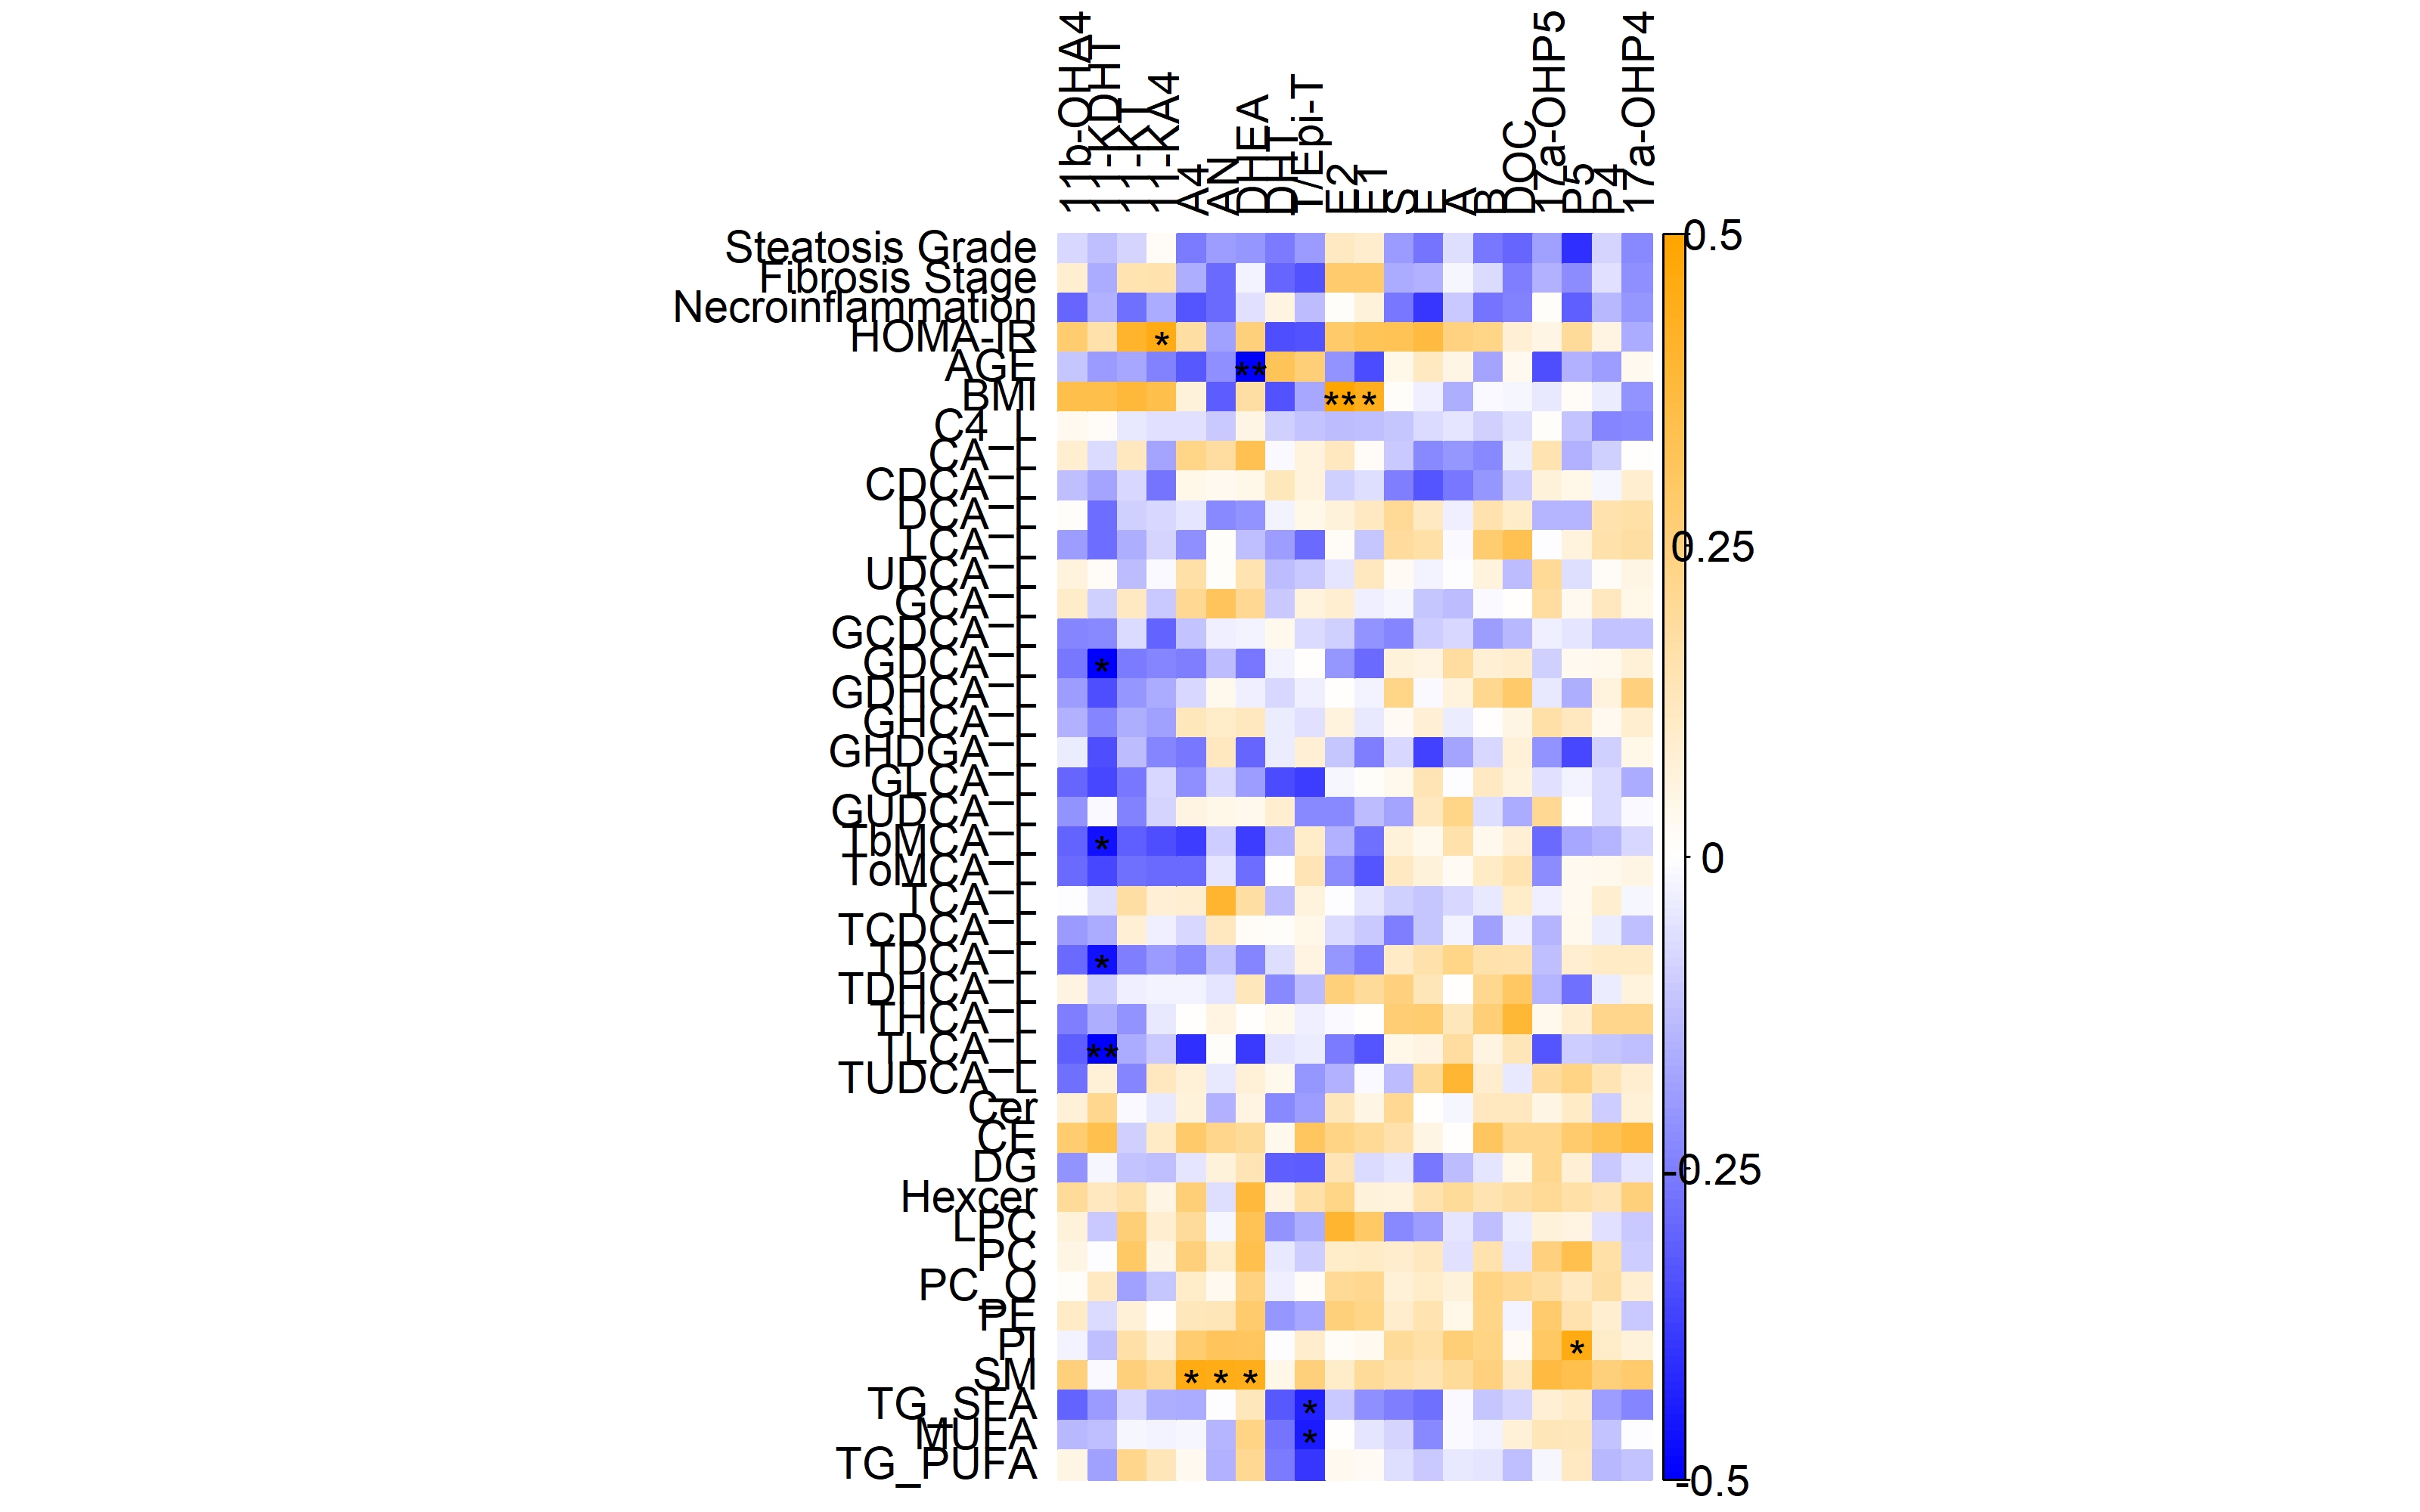 11b-OHA4
11-KDHT
11-KT
11-KA4
A4
AN
DHEA
DHT
T/Epi-T
E2
E1
S
E
A
B
DOC
17a-OHP5
P5
P4
17a-OHP4
Steatosis Grade
Fibrosis Stage
Necroinflammation
HOMA-IR
*
AGE
**
BMI
** *
C4_L
CA_L
CDCA_L
DCA_L
LCA_L
UDCA_L
GCA_L
GCDCA_L
GDCA_L
*
GDHCA_L
GHCA_L
GHDGA_L
GLCA_L
GUDCA_L
TbMCA_L
*
ToMCA_L
TCA_L
TCDCA_L
TDCA_L
*
TDHCA_L
THCA_L
TLCA_L
**
TUDCA_L
Cer
CE
DG
Hexcer
LPC
PC
PC_O
PE
PI
*
SM
* * *
TG_SFA
*
MUFA
*
TG_PUFA
0.5
0.25
0
-0.25
-0.5